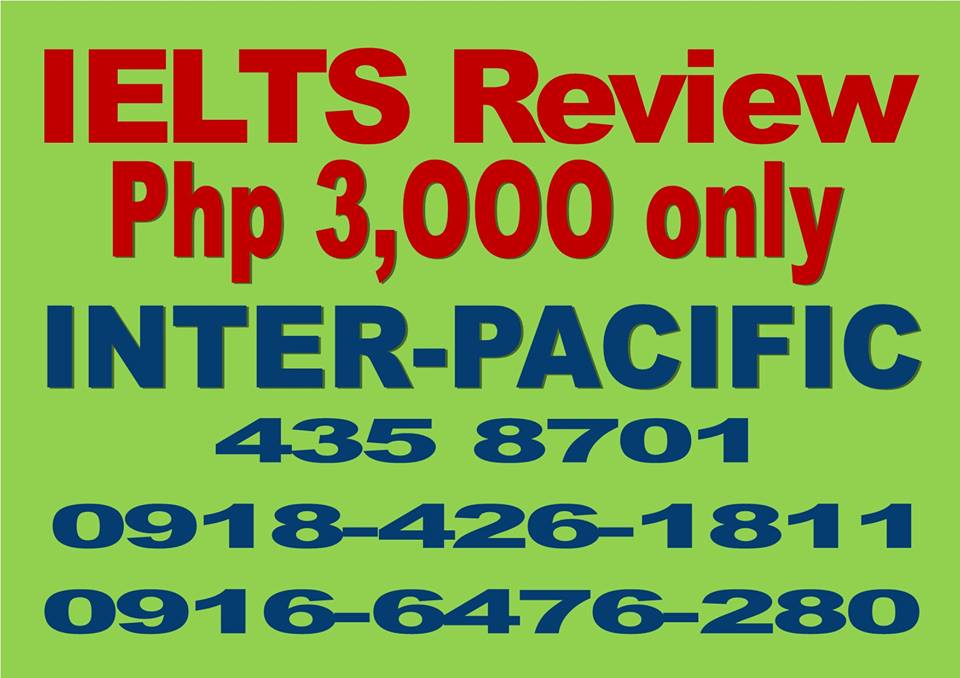 IELTS Review
Php 3,000 only
INTER-PACIFIC
435 8701
0918-426-1811
0916-6476-280